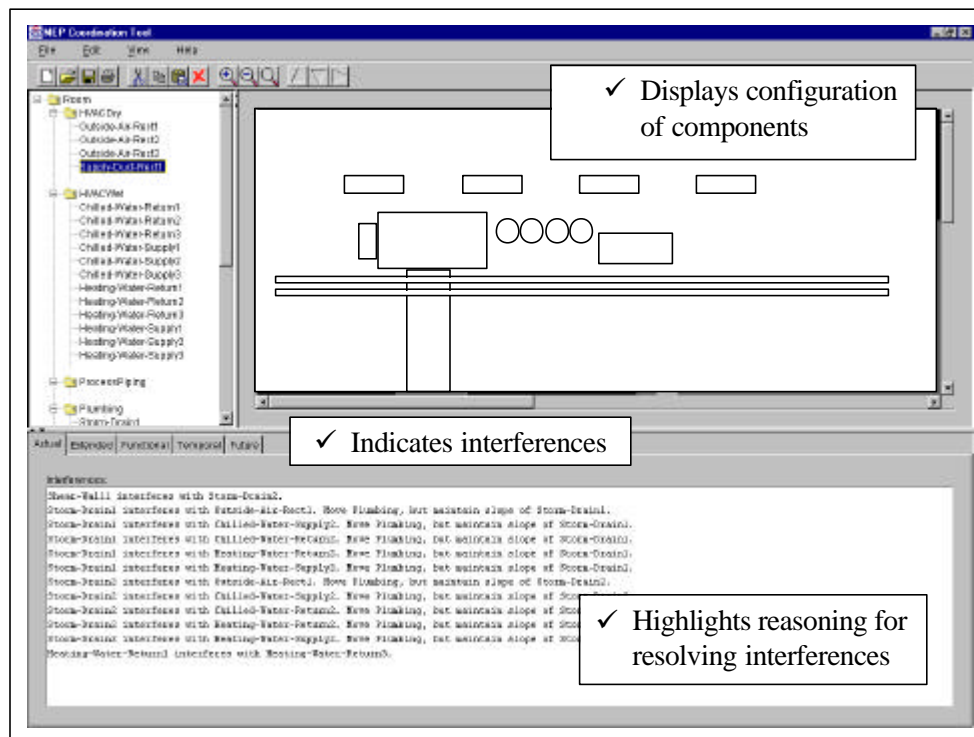 MEP Coordination Tool
File Edit View Help
✓ Displays configuration
of components
Room
HVACDry
Outside-Air-Rect1
Outside-Air-Rect2
Outside-Air-Rect3
Supply-Duct-Rect1
HVACWet
Chilled-Water-Return1
Chilled-Water-Return2
Chilled-Water-Return3
Chilled-Water-Supply1
Chilled-Water-Supply2
Chilled-Water-Supply3
Heating-Water-Return1
Heating-Water-Return2
Heating-Water-Return3
Heating-Water-Supply1
Heating-Water-Supply2
Heating-Water-Supply3
ProcessPiping
Plumbing
Storm-Drain1
✓ Indicates interferences
Actual Extended Functional Temporal Future
Interferences:
Shear-Wall1 interferes with Storm-Drain2.
Storm-Drain1 interferes with Outside-Air-Rect1. Move Plumbing, but maintain slope of Storm-Drain1.
Storm-Drain1 interferes with Chilled-Water-Supply2. Move Plumbing, but maintain slope of Storm-Drain1.
Storm-Drain1 interferes with Chilled-Water-Return2. Move Plumbing, but maintain slope of Storm-Drain1.
Storm-Drain1 interferes with Heating-Water-Return2. Move Plumbing, but maintain slope of Storm-Drain1.
Storm-Drain1 interferes with Heating-Water-Supply2. Move Plumbing, but maintain slope of Storm-Drain1.
Storm-Drain2 interferes with Outside-Air-Rect1. Move Plumbing, but maintain slope of Storm-Drain2.
Storm-Drain2 interferes with Chilled-Water-Supply2. Move Plumbing, but maintain slope of
Storm-Drain2 interferes with Chilled-Water-Return2. Move Plumbing, but maintain slope of
Storm-Drain2 interferes with Heating-Water-Return2. Move Plumbing, but maintain slope of
Storm-Drain2 interferes with Heating-Water-Supply2. Move Plumbing, but maintain slope of
Heating-Water-Return1 interferes with Heating-Water-Return3.
✓ Highlights reasoning for
resolving interferences